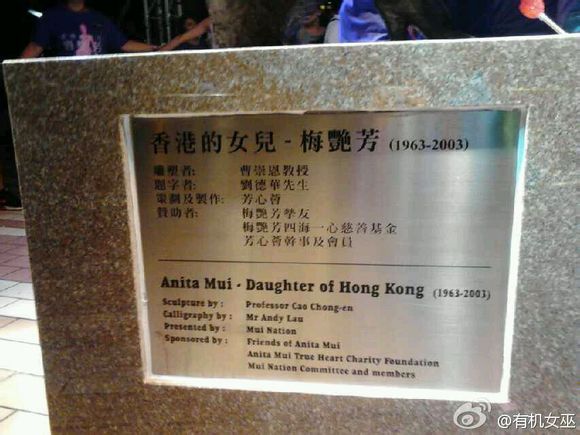 香港的女兒 - 梅艷芳 (1963-2003)
雕塑者: 曹崇恩教授
題字者: 劉德華先生
策劃及製作: 芳心薈
贊助者: 梅艷芳摯友
梅艷芳四海一心慈善基金
芳心薈幹事及會員
Anita Mui - Daughter of Hong Kong (1963-2003)
Sculpture by : Professor Cao Chong-en
Calligraphy by : Mr Andy Lau
Presented by : Mui Nation
Sponsored by : Friends of Anita Mui
Anita Mui True Heart Charity Foundation
Mui Nation Committee and members
@有机女巫